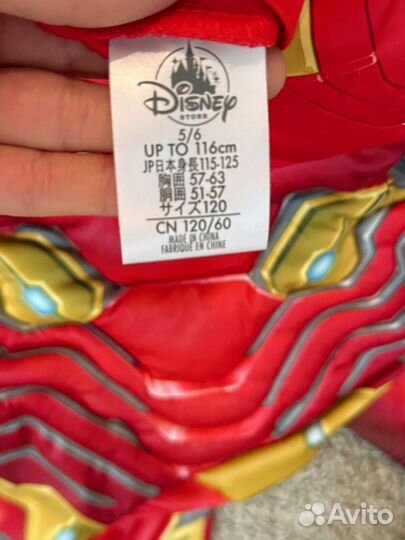 Disney
STORE
5/6
UP TO 116cm
JP日本身長115-125
胸囲 57-63
胴囲 51-57
サイズ120
CN 120/60
MADE IN CHINA
FABRIQUÉ EN CHINE
Avito